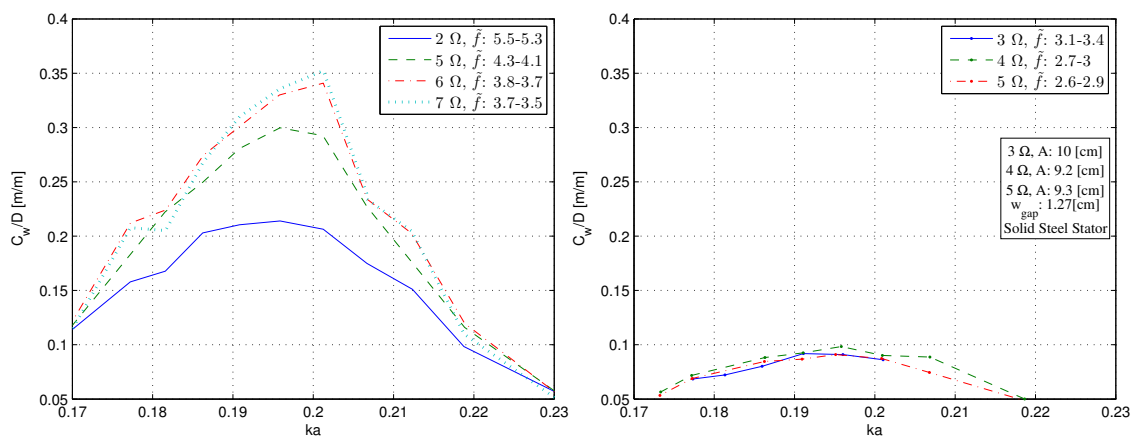 0.4
0.35
0.3
0.25
0.2
0.15
0.1
0.05
C_w/D [m/m]
0.17 0.18 0.19 0.2 0.21 0.22 0.23
ka
2 Ω, f̃: 5.5-5.3
5 Ω, f̃: 4.3-4.1
6 Ω, f̃: 3.8-3.7
7 Ω, f̃: 3.7-3.5
0.4
0.35
0.3
0.25
0.2
0.15
0.1
0.05
C_w/D [m/m]
0.17 0.18 0.19 0.2 0.21 0.22 0.23
ka
3 Ω, f̃: 3.1-3.4
4 Ω, f̃: 2.7-3
5 Ω, f̃: 2.6-2.9
3 Ω, A: 10 [cm]
4 Ω, A: 9.2 [cm]
5 Ω, A: 9.3 [cm]
w_gap: 1.27[cm]
Solid Steel Stator